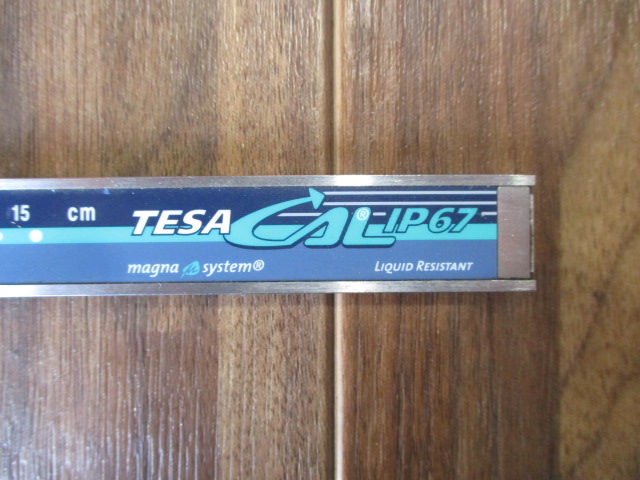 15 cm TESA CAL® IP67
magna system® LIQUID RESISTANT